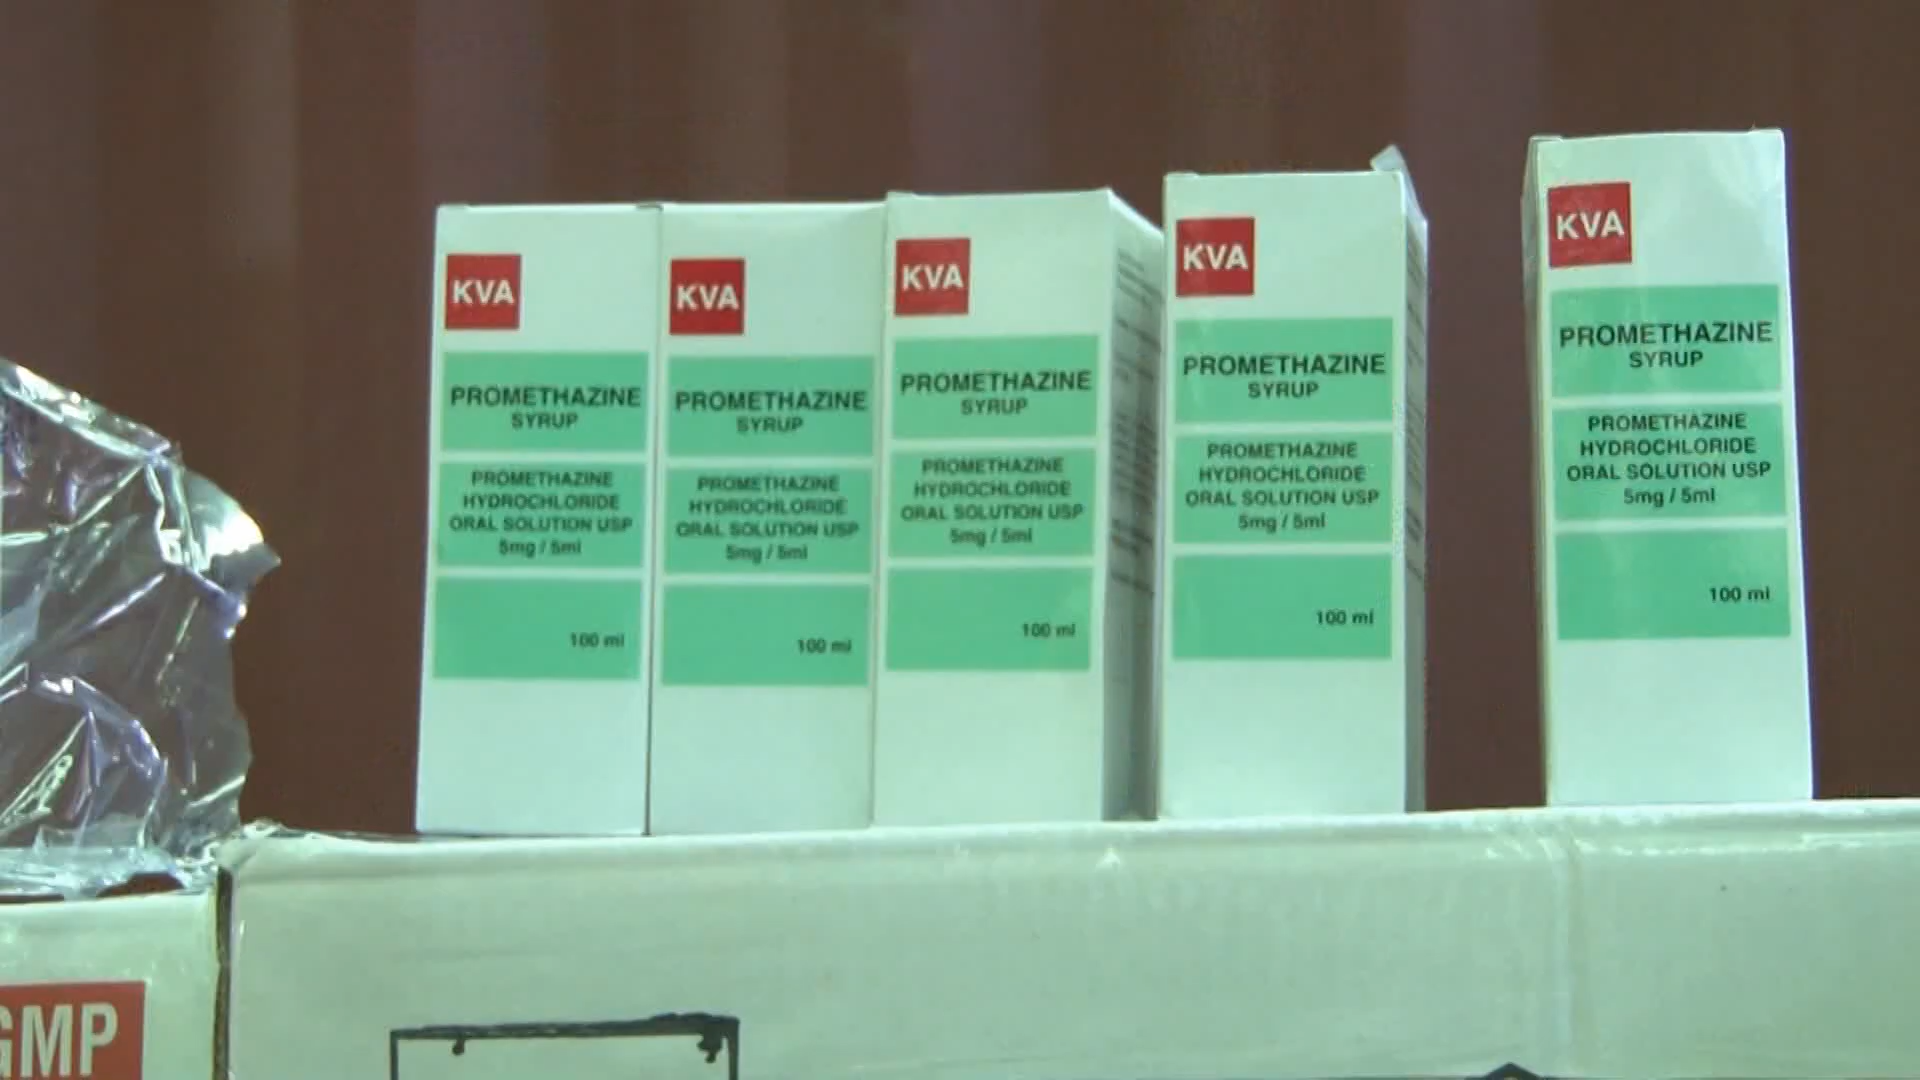 KVA
PROMETHAZINE
SYRUP
PROMETHAZINE
HYDROCHLORIDE
ORAL SOLUTION USP
5mg / 5ml
100 ml
KVA
PROMETHAZINE
SYRUP
PROMETHAZINE
HYDROCHLORIDE
ORAL SOLUTION USP
5mg / 5ml
100 ml
KVA
PROMETHAZINE
SYRUP
PROMETHAZINE
HYDROCHLORIDE
ORAL SOLUTION USP
5mg / 5ml
100 ml
KVA
PROMETHAZINE
SYRUP
PROMETHAZINE
HYDROCHLORIDE
ORAL SOLUTION USP
5mg / 5ml
100 ml
KVA
PROMETHAZINE
SYRUP
PROMETHAZINE
HYDROCHLORIDE
ORAL SOLUTION USP
5mg / 5ml
100 ml
GMP